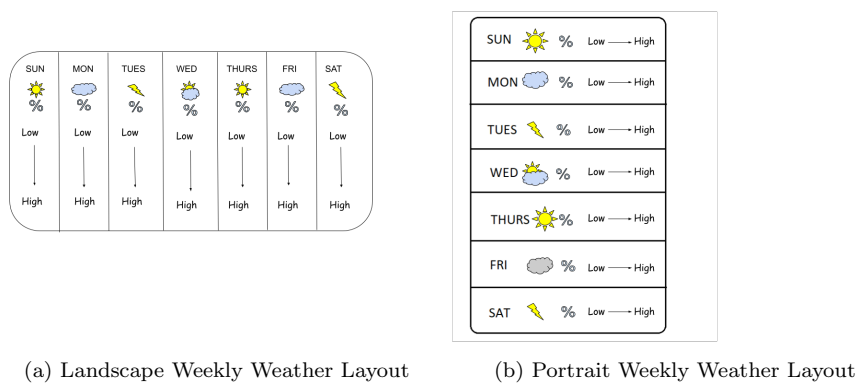 SUN MON TUES WED THURS FRI SAT
% % % % % % %
Low Low Low Low Low Low Low
High High High High High High High
(a) Landscape Weekly Weather Layout
SUN % Low High
MON % Low High
TUES % Low High
WED % Low High
THURS % Low High
FRI % Low High
SAT % Low High
(b) Portrait Weekly Weather Layout